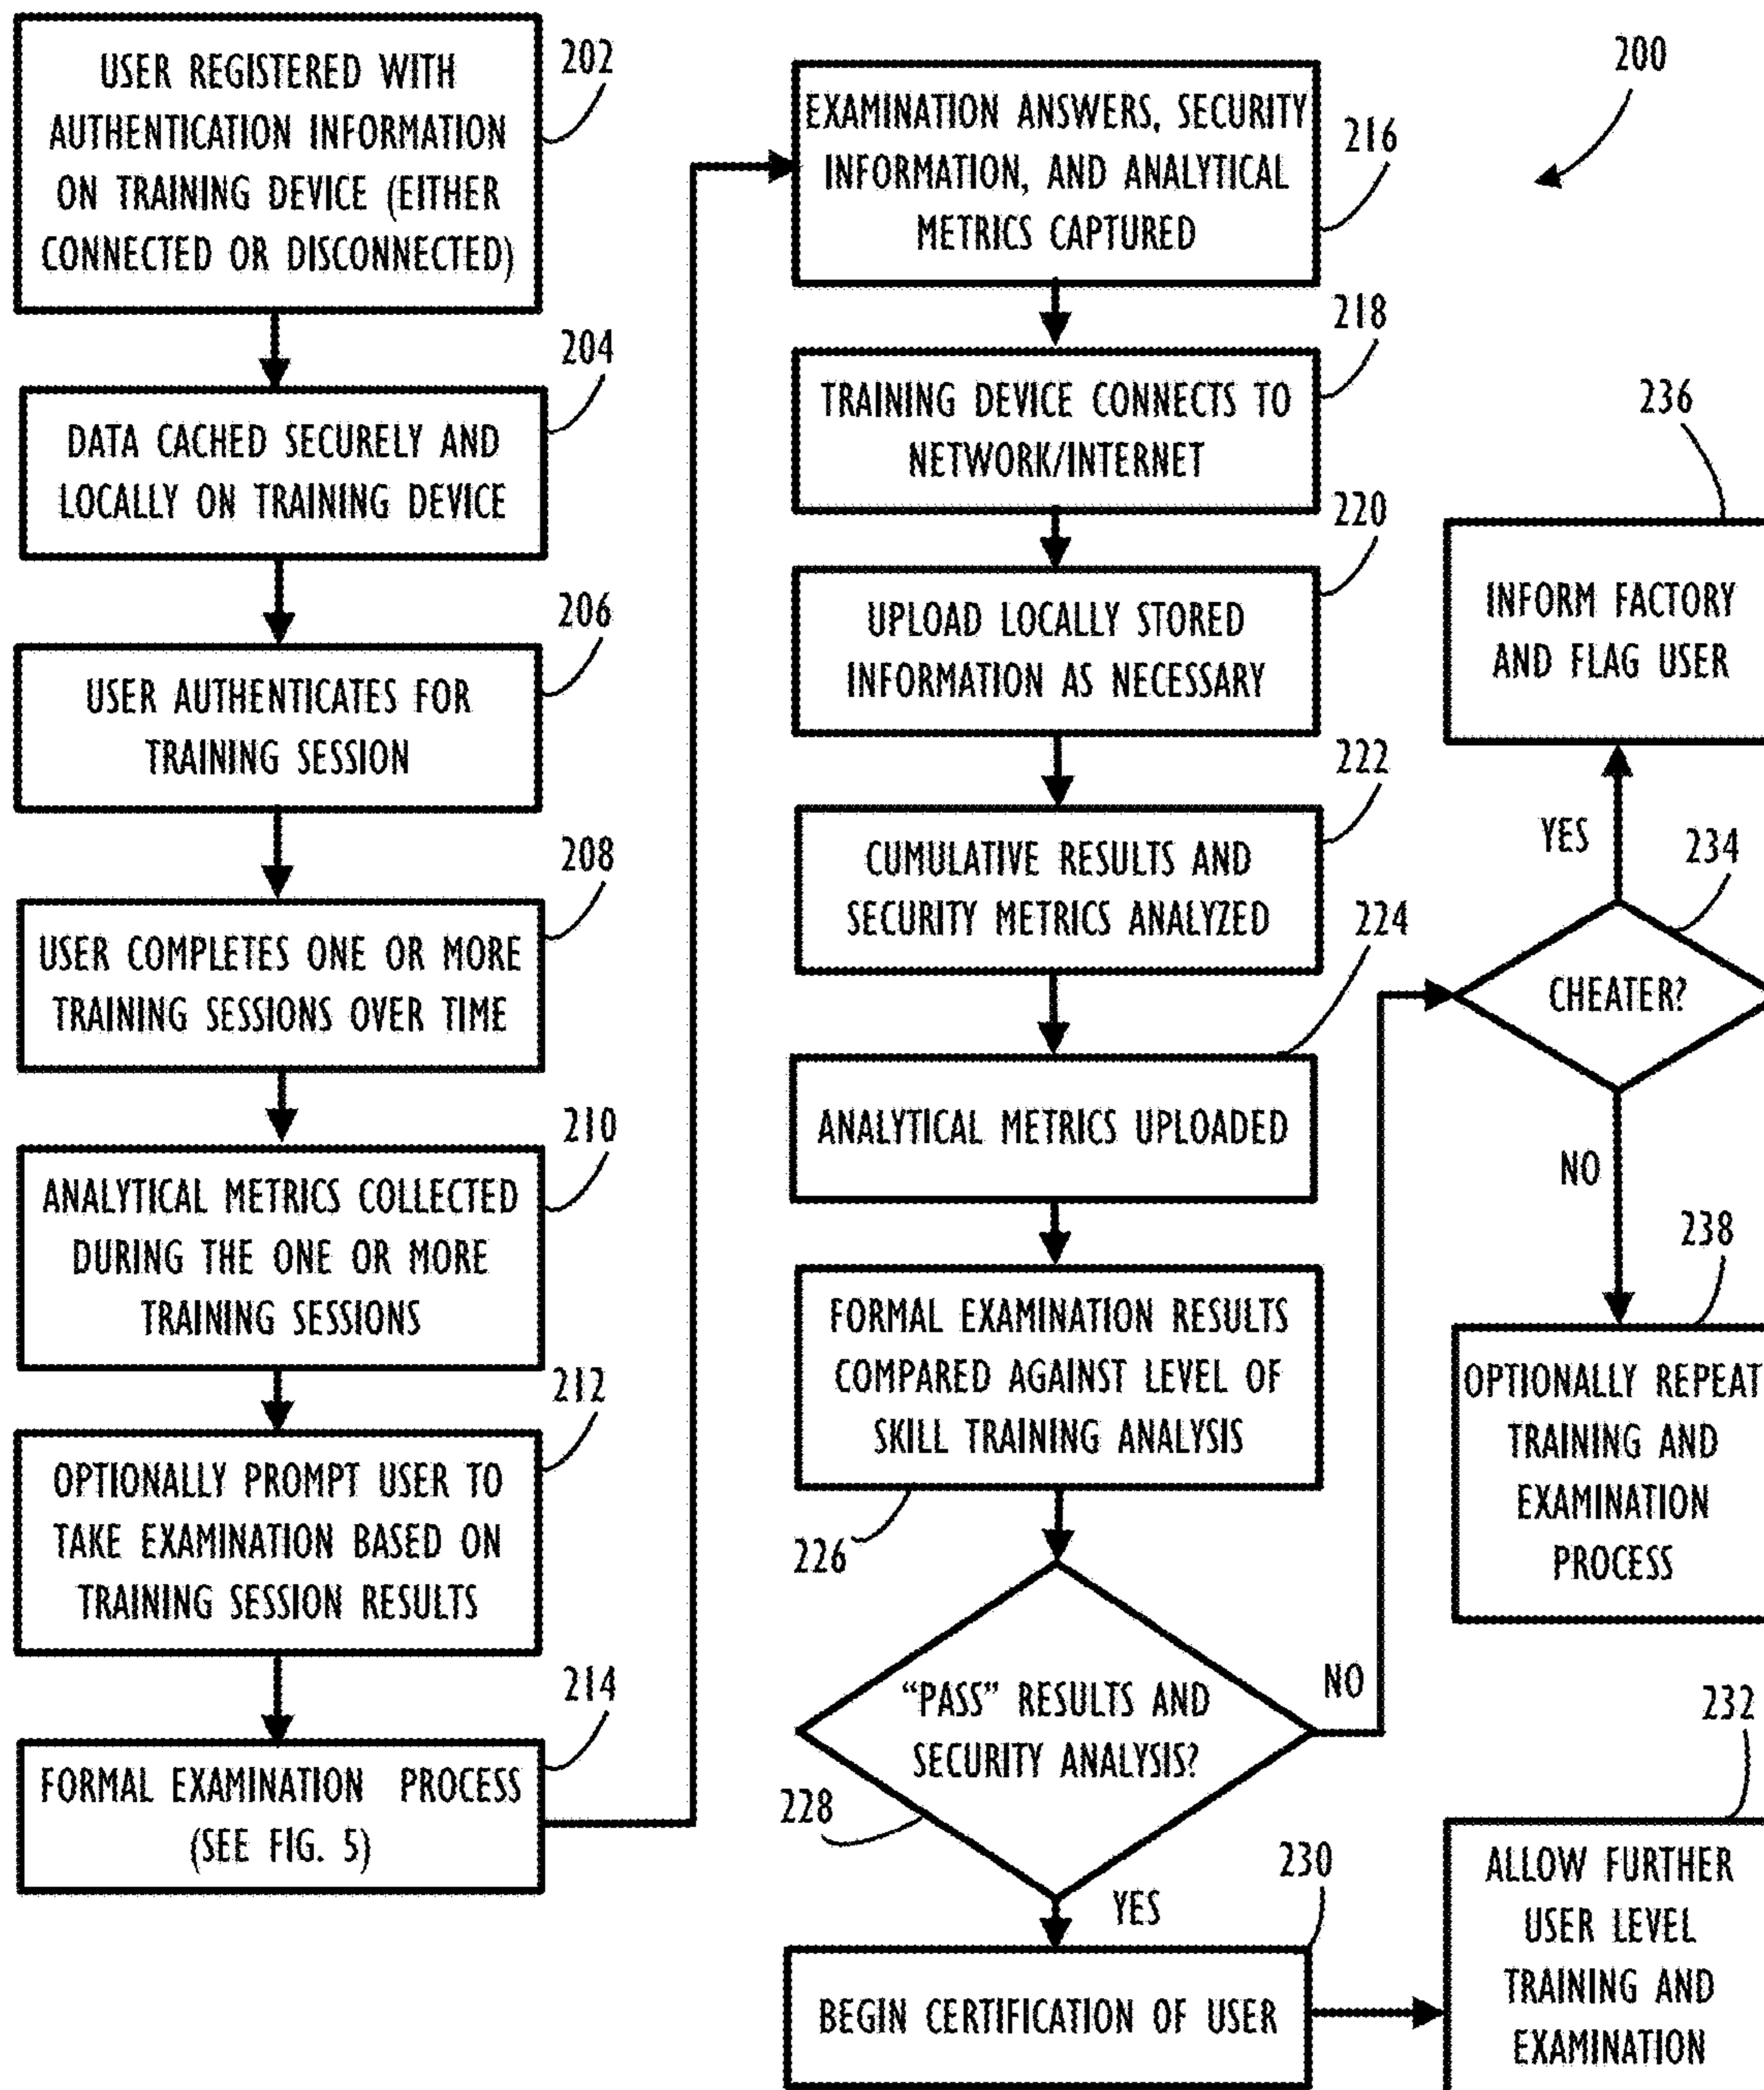 USER REGISTERED WITH
AUTHENTICATION INFORMATION
ON TRAINING DEVICE (EITHER
CONNECTED OR DISCONNECTED)
202
DATA CACHED SECURELY AND
LOCALLY ON TRAINING DEVICE
204
USER AUTHENTICATES FOR
TRAINING SESSION
206
USER COMPLETES ONE OR MORE
TRAINING SESSIONS OVER TIME
208
ANALYTICAL METRICS COLLECTED
DURING THE ONE OR MORE
TRAINING SESSIONS
210
OPTIONALLY PROMPT USER TO
TAKE EXAMINATION BASED ON
TRAINING SESSION RESULTS
212
FORMAL EXAMINATION PROCESS
(SEE FIG. 5)
214
EXAMINATION ANSWERS, SECURITY
INFORMATION, AND ANALYTICAL
METRICS CAPTURED
216
TRAINING DEVICE CONNECTS TO
NETWORK/INTERNET
218
UPLOAD LOCALLY STORED
INFORMATION AS NECESSARY
220
CUMULATIVE RESULTS AND
SECURITY METRICS ANALYZED
222
ANALYTICAL METRICS UPLOADED
224
FORMAL EXAMINATION RESULTS
COMPARED AGAINST LEVEL OF
SKILL TRAINING ANALYSIS
226
“PASS” RESULTS AND
SECURITY ANALYSIS?
228
NO
YES
BEGIN CERTIFICATION OF USER
230
200
236
INFORM FACTORY
AND FLAG USER
YES
234
CHEATER?
NO
238
OPTIONALLY REPEAT
TRAINING AND
EXAMINATION
PROCESS
232
ALLOW FURTHER
USER LEVEL
TRAINING AND
EXAMINATION